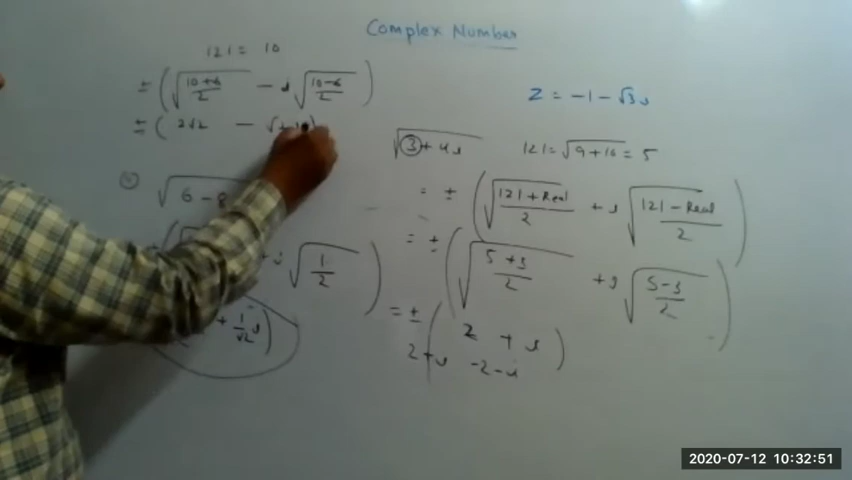 Complex Number
|z| = 10
± (√(10+6)/2 − i √(10−6)/2)
± ( 2√2 − √2 i )
√6 − 8
+ i √(1/2) )
+ 1/√2 i )
z = −1 − √3 i
√3 + 4i |z| = √9 + 16 = 5
= ± ( √(|z| + Real)/2 + i √(|z| − Real)/2 )
= ± ( √(5 + 3)/2 + i √(5 − 3)/2 )
= ± ( 2 + i )
2 + i −2 − i
2020-07-12 10:32:51